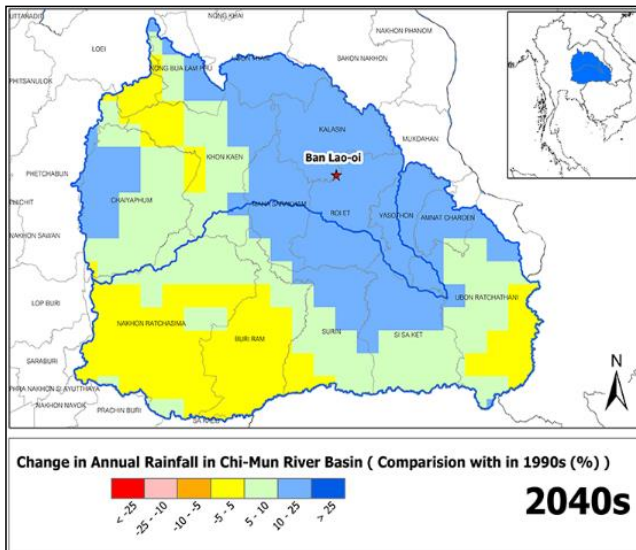 UTTARADIT
NONG KHAI
LOEI
NAKHON PHANOM
PHITSANULOK
NONG BUA LAM PHU
SAKON NAKHON
KALASIN
MUKDAHAN
KHON KAEN
Ban Lao-oi
PHETCHABUN
CHAIYAPHUM
MAHA SARAKHAM
ROI ET
YASOTHON
AMNAT CHAROEN
PHICHIT
NAKHON SAWAN
LOP BURI
UBON RATCHATHANI
NAKHON RATCHASIMA
BURI RAM
SURIN
SI SA KET
SARABURI
PHRA NAKHON SI AYUTTHAYA
NAKHON NAYOK
PRACHIN BURI
SA KAEO
N
Change in Annual Rainfall in Chi-Mun River Basin ( Comparision with in 1990s (%) )
< -25
-25 - -10
-10 - -5
-5 - 5
5 - 10
10 - 25
> 25
2040s